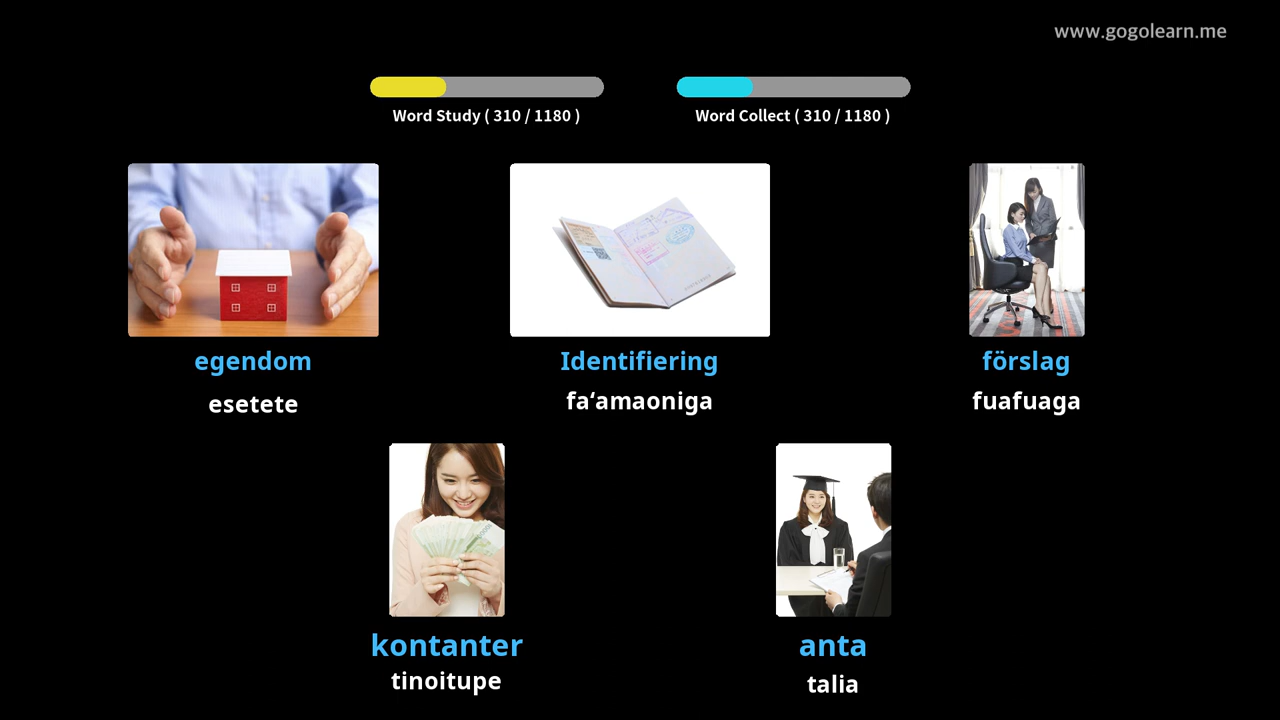 www.gogolearn.me
Word Study ( 310 / 1180 )
Word Collect ( 310 / 1180 )
egendom
Identifiering
förslag
esetete
faʻamaoniga
fuafuaga
kontanter
anta
tinoitupe
talia